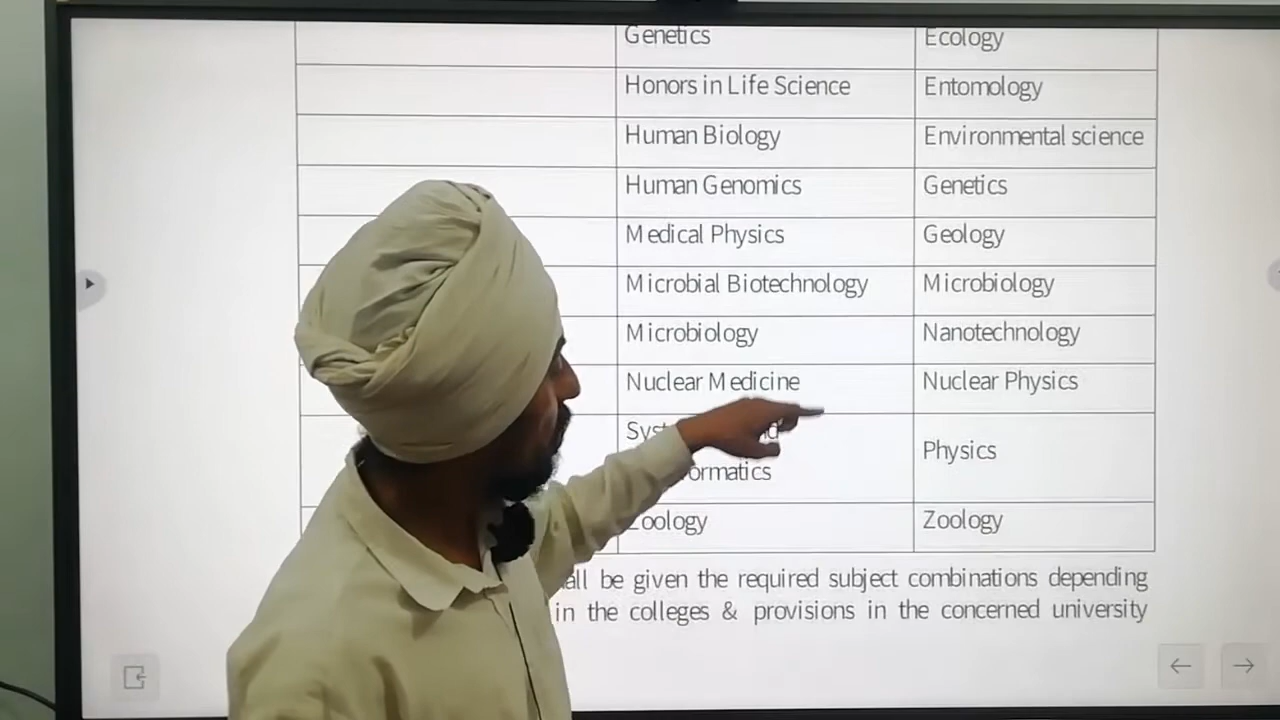 Genetics Ecology
Honors in Life Science Entomology
Human Biology Environmental science
Human Genomics Genetics
Medical Physics Geology
Microbial Biotechnology Microbiology
Microbiology Nanotechnology
Nuclear Medicine Nuclear Physics
Physics
Zoology Zoology
be given the required subject combinations depending
in the colleges & provisions in the concerned university